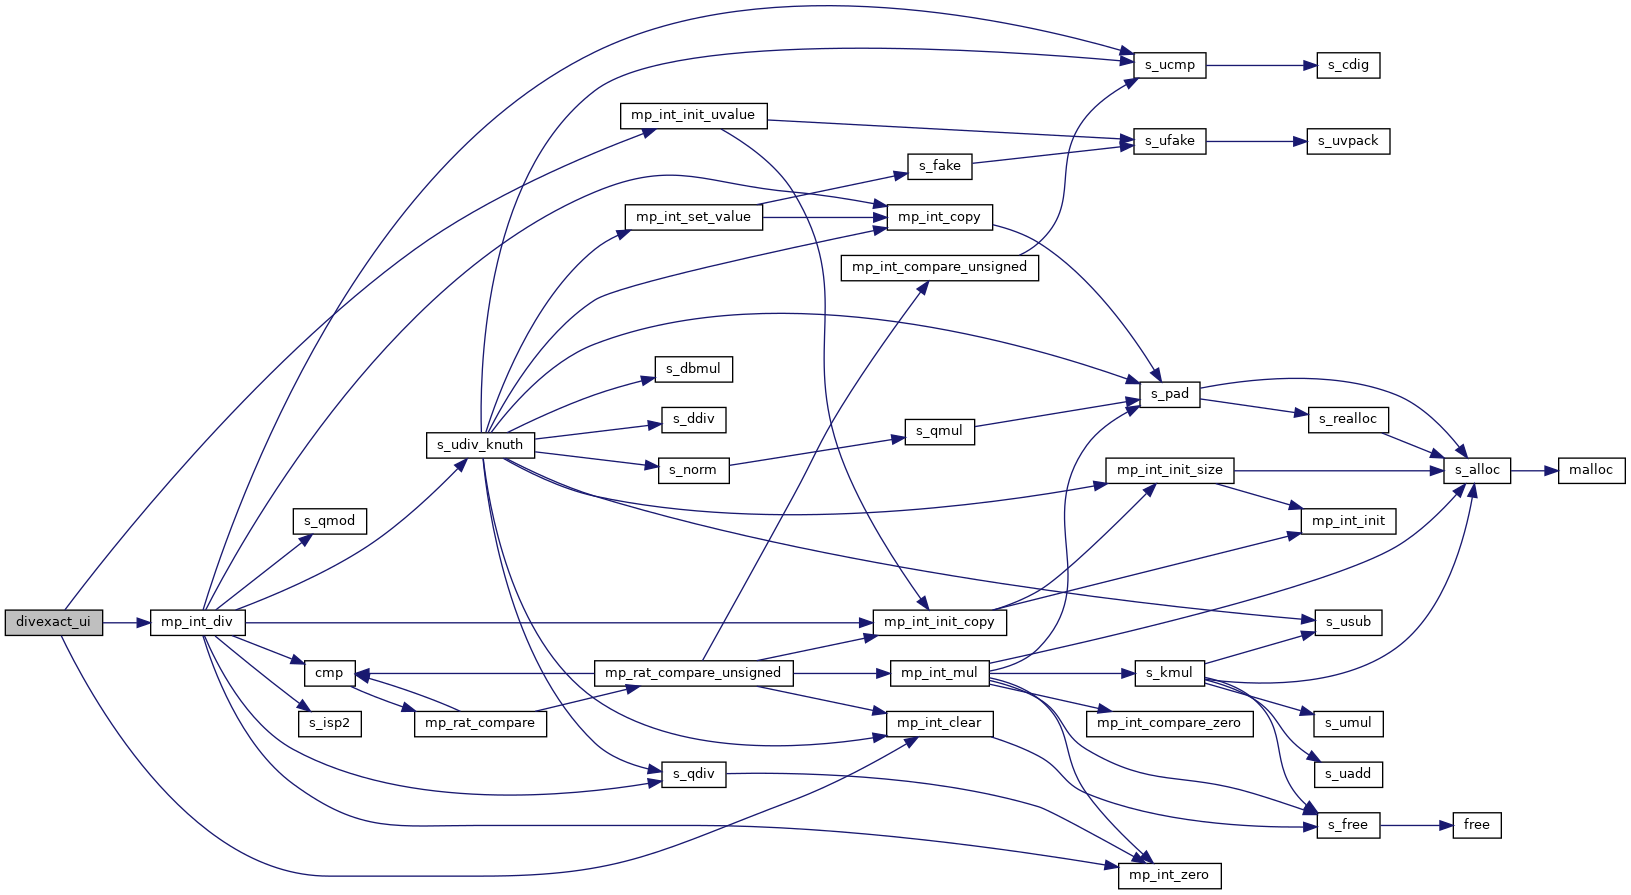 s_ucmp
s_cdig
mp_int_init_uvalue
s_ufake
s_uvpack
s_fake
mp_int_set_value
mp_int_copy
mp_int_compare_unsigned
s_dbmul
s_pad
s_ddiv
s_realloc
s_qmul
s_udiv_knuth
s_norm
mp_int_init_size
s_alloc
malloc
s_qmod
mp_int_init
divexact_ui
mp_int_div
mp_int_init_copy
s_usub
cmp
mp_rat_compare_unsigned
mp_int_mul
s_kmul
s_isp2
mp_rat_compare
mp_int_clear
mp_int_compare_zero
s_umul
s_qdiv
s_uadd
s_free
free
mp_int_zero